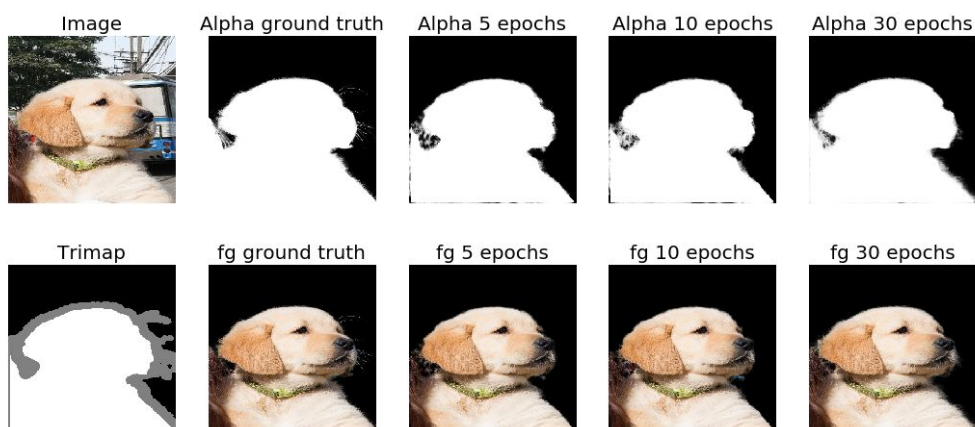 Image
Alpha ground truth
Alpha 5 epochs
Alpha 10 epochs
Alpha 30 epochs
Trimap
fg ground truth
fg 5 epochs
fg 10 epochs
fg 30 epochs